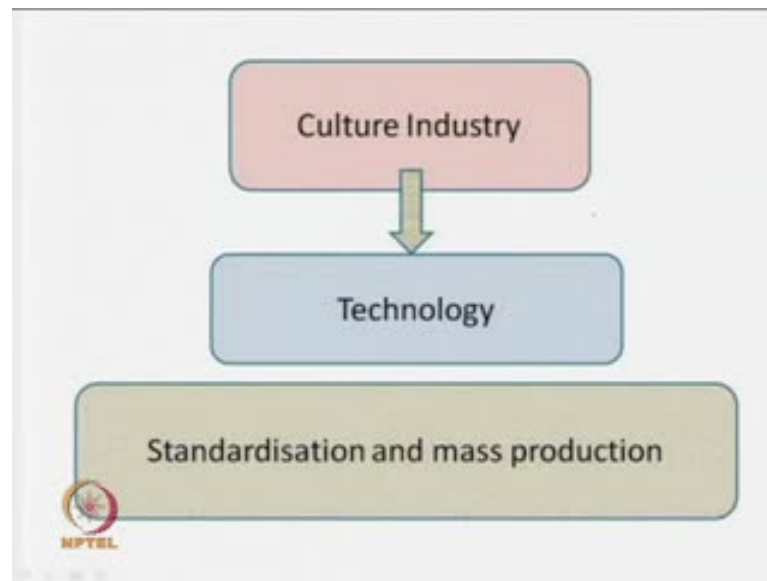 Culture Industry
Technology
Standardisation and mass production
NPTEL